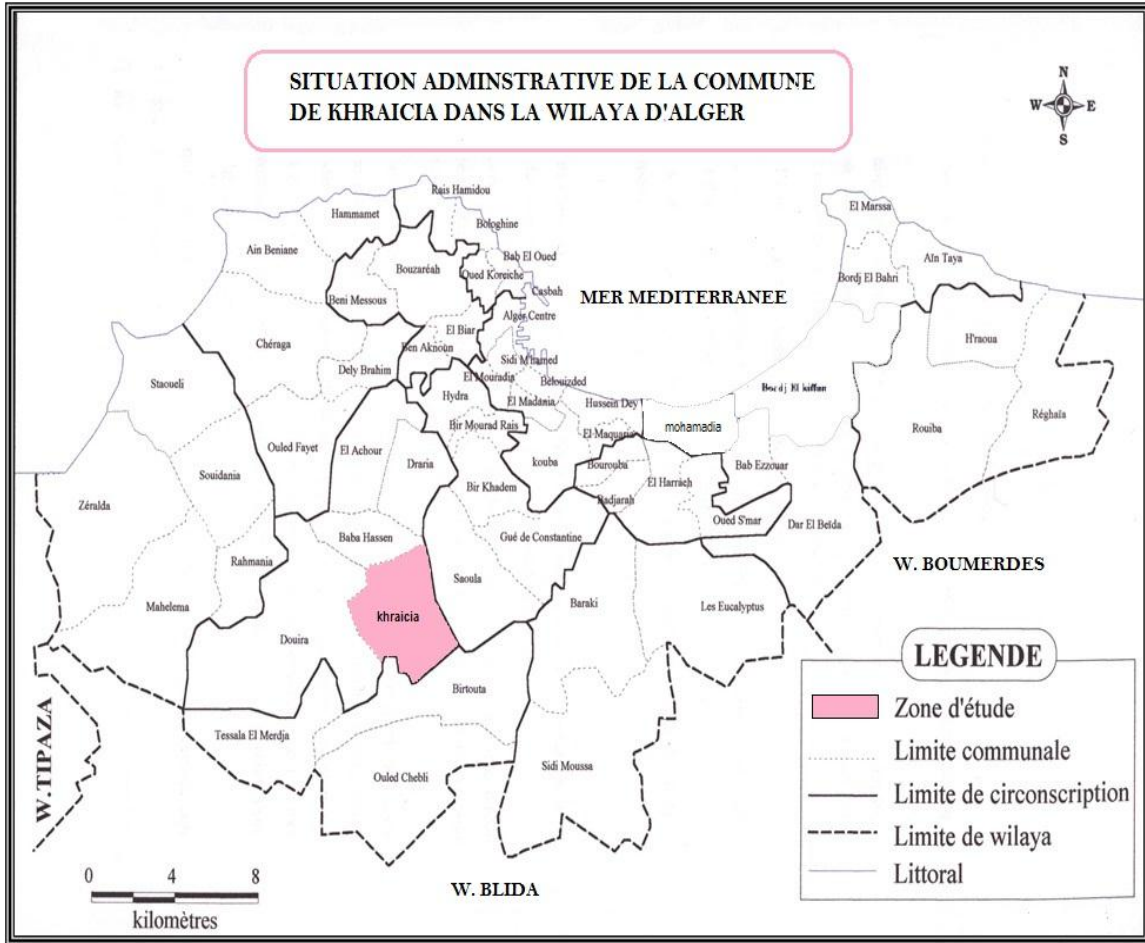 SITUATION ADMINSTRATIVE DE LA COMMUNE
DE KHRAICIA DANS LA WILAYA D'ALGER
N
W E
S
Rais Hamidou
El Marssa
Hammamet
Bologhine
Ain Beniane
Bab El Oued
Aïn Taya
Bouzaréah
Oued Koreiche
Bordj El Bahri
Casbah
Beni Messous
MER MEDITERRANEE
Alger Centre
El Biar
H'raoua
Chéraga
Ben Aknoun
Sidi M'hamed
Dely Brahim
El Mouradia
Belouizded
Bordj El kiffan
Staoueli
Hydra
El Madania
Hussein Dey
Réghaïa
Bir Mourad Rais
mohamadia
El Maquaria
Rouiba
Ouled Fayet
El Achour
Draria
kouba
Bourouba
Bab Ezzouar
Souidania
Bir Khadem
El Harrach
Zéralda
Badjarah
Oued S'mar
Dar El Beïda
Baba Hassen
Gué de Constantine
Rahmania
W. BOUMERDES
Saoula
Mahelema
khraicia
Baraki
Les Eucalyptus
Douira
Birtouta
Tessala El Merdja
Sidi Moussa
Ouled Chebli
W.TIPAZA
W. BLIDA
0 4 8
kilomètres
LEGENDE
Zone d'étude
Limite communale
Limite de circonscription
Limite de wilaya
Littoral